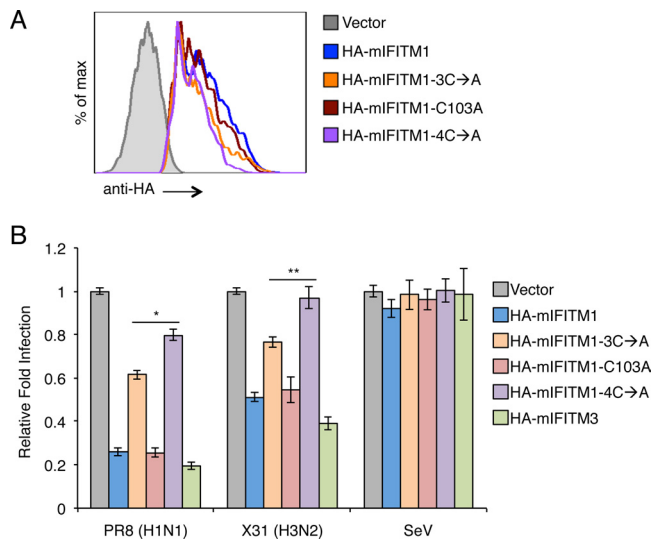 A
% of max
anti-HA
Vector
HA-mIFITM1
HA-mIFITM1-3C→A
HA-mIFITM1-C103A
HA-mIFITM1-4C→A
B
Relative Fold Infection
1.2
1
0.8
0.6
0.4
0.2
0
*
**
PR8 (H1N1)
X31 (H3N2)
SeV
Vector
HA-mIFITM1
HA-mIFITM1-3C→A
HA-mIFITM1-C103A
HA-mIFITM1-4C→A
HA-mIFITM3